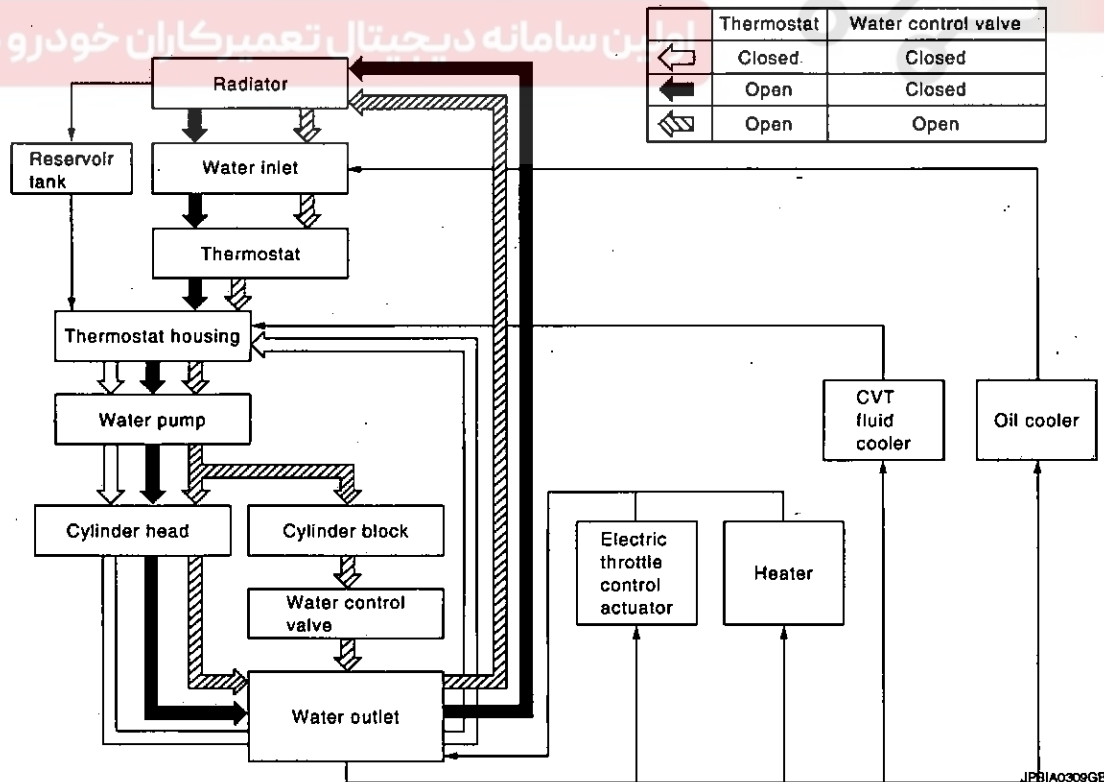 اولین سامانه دیجیتال تعمیرکاران خودرو
Thermostat Water control valve
Closed Closed
Open Closed
Open Open
Radiator
Reservoir
tank
Water inlet
Thermostat
Thermostat housing
Water pump
CVT
fluid
cooler
Oil cooler
Cylinder head
Cylinder block
Electric
throttle
control
actuator
Heater
Water control
valve
Water outlet